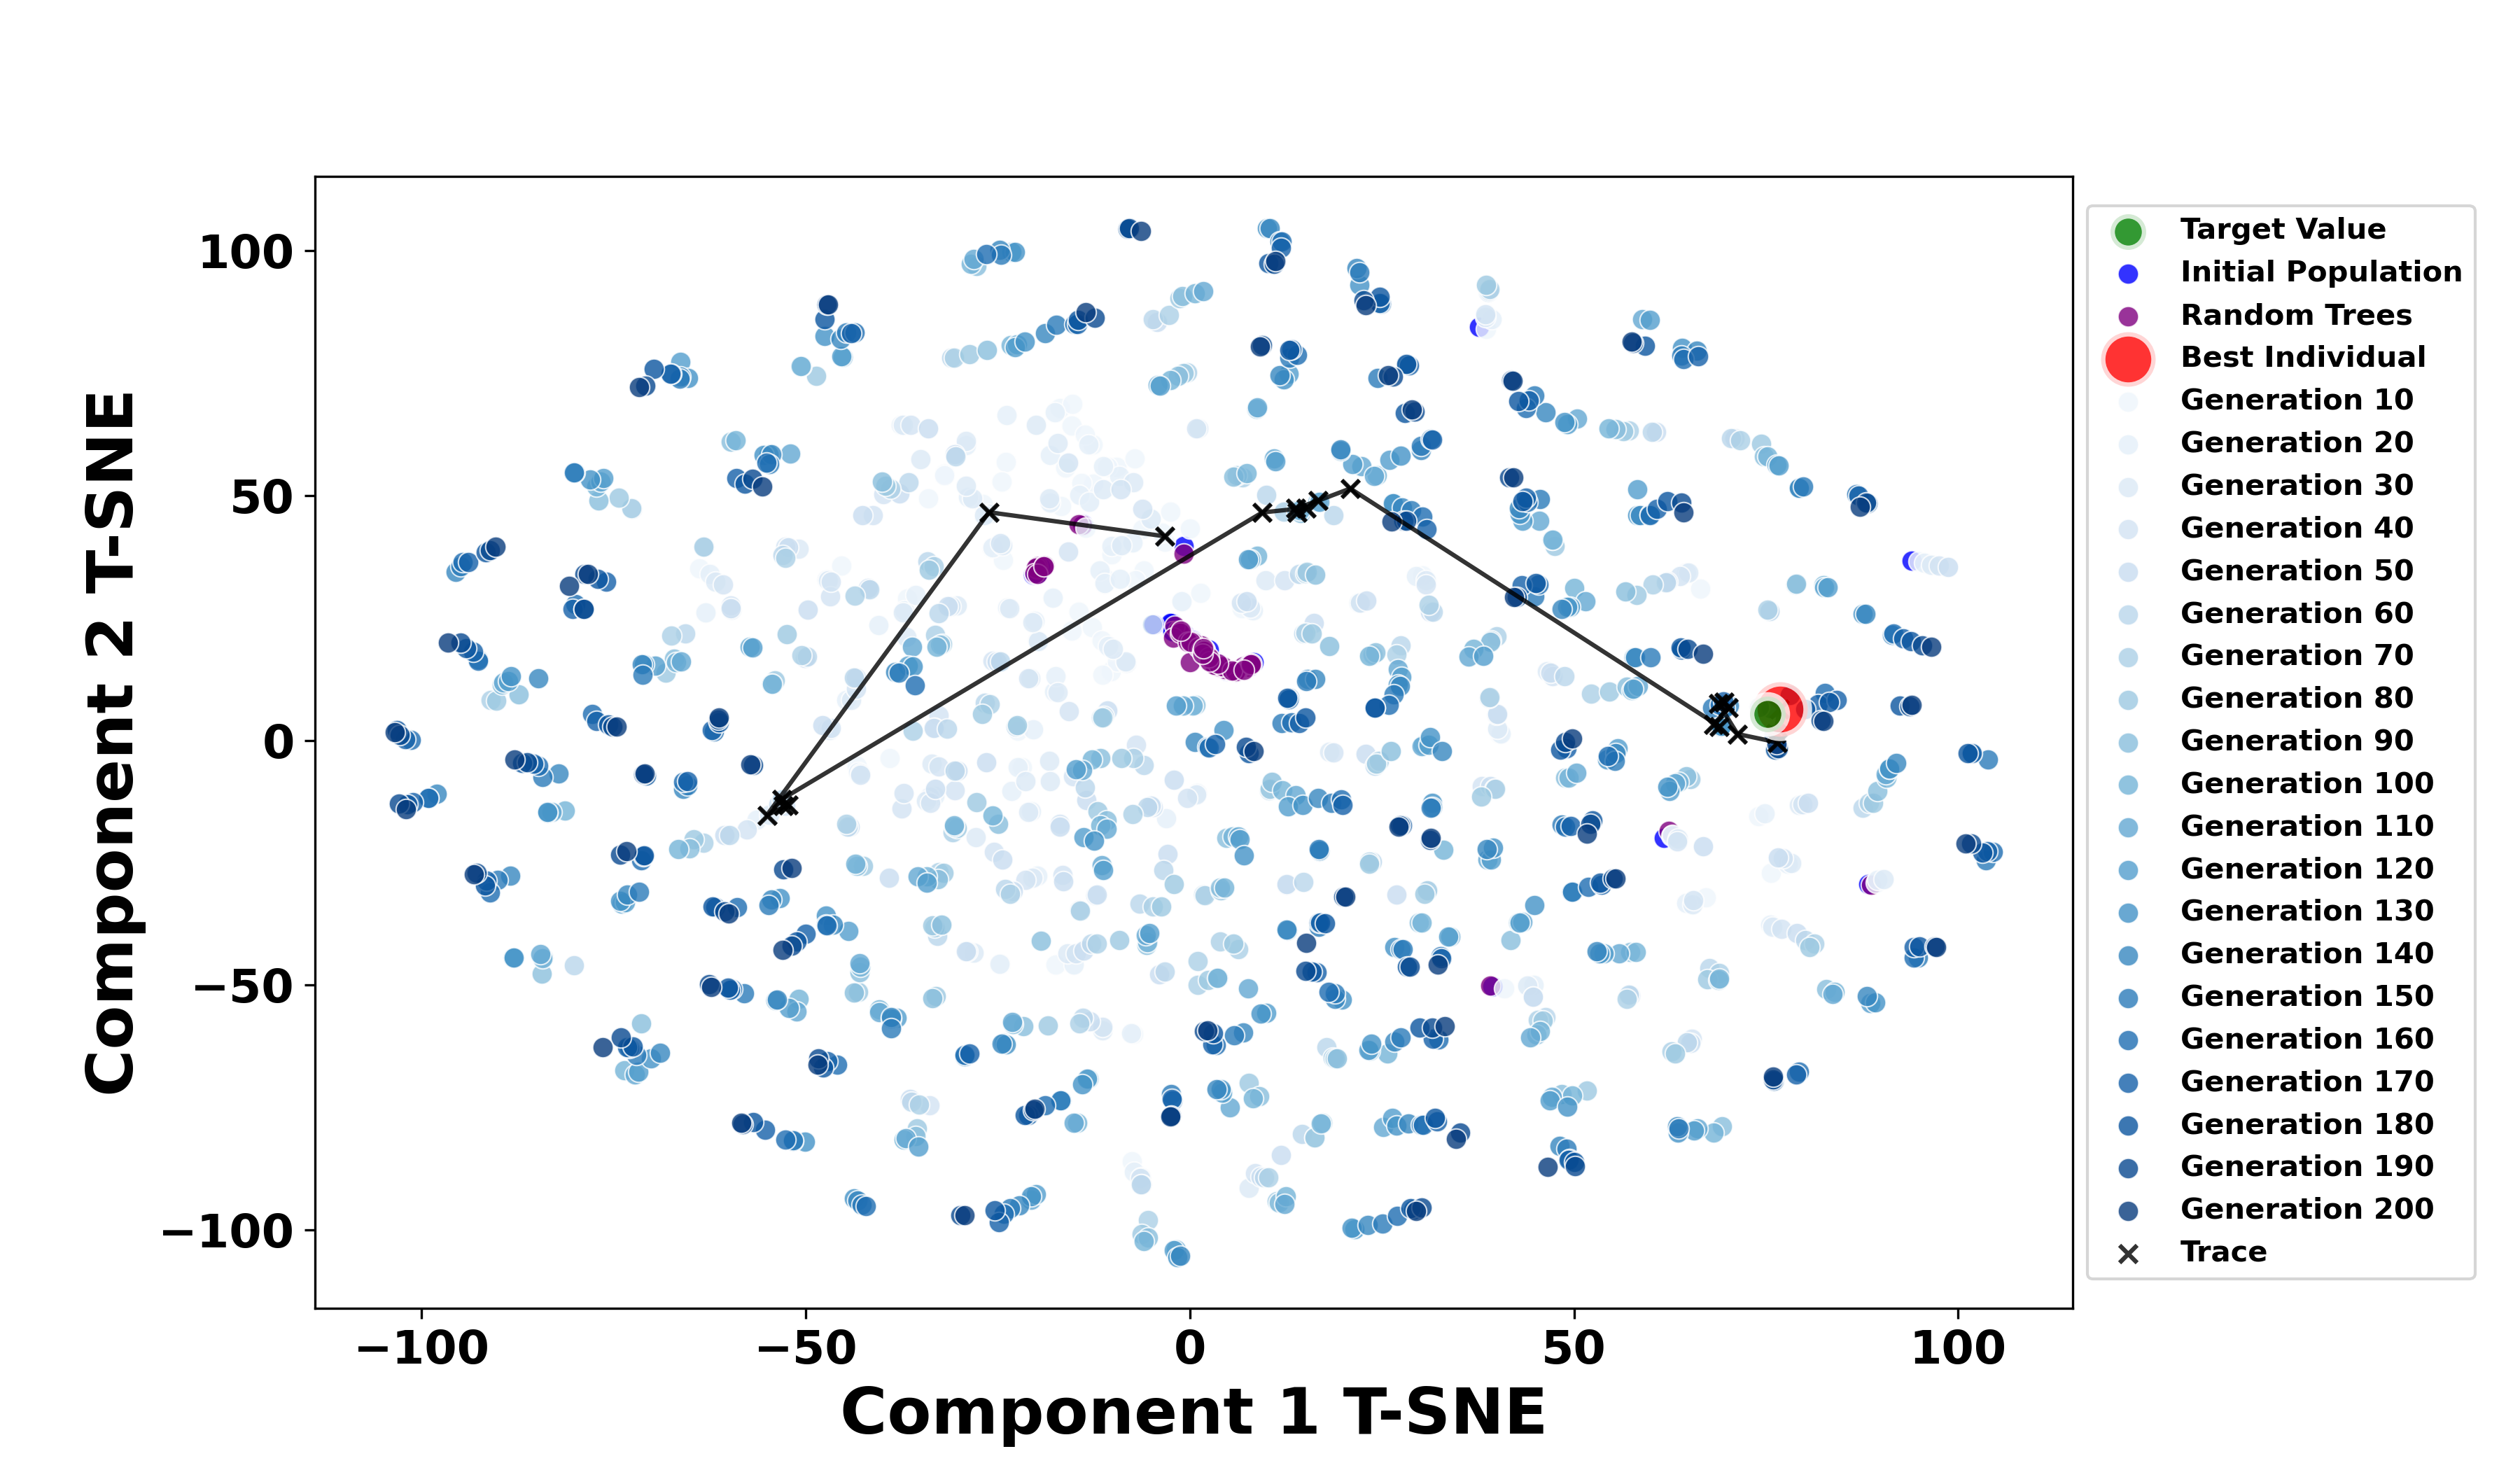 100
50
0
−50
−100
Component 2 T-SNE
−100
−50
0
50
100
Component 1 T-SNE
Target Value
Initial Population
Random Trees
Best Individual
Generation 10
Generation 20
Generation 30
Generation 40
Generation 50
Generation 60
Generation 70
Generation 80
Generation 90
Generation 100
Generation 110
Generation 120
Generation 130
Generation 140
Generation 150
Generation 160
Generation 170
Generation 180
Generation 190
Generation 200
Trace